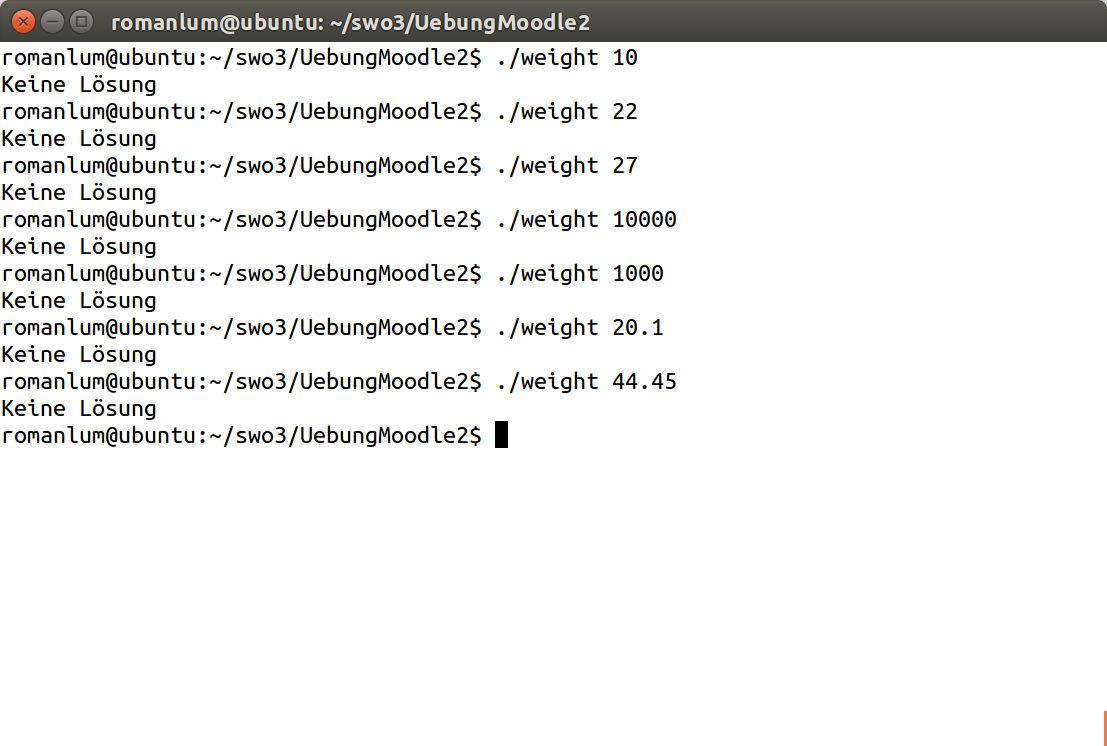 romanlum@ubuntu: ~/swo3/UebungMoodle2
romanlum@ubuntu:~/swo3/UebungMoodle2$ ./weight 10
Keine Lösung
romanlum@ubuntu:~/swo3/UebungMoodle2$ ./weight 22
Keine Lösung
romanlum@ubuntu:~/swo3/UebungMoodle2$ ./weight 27
Keine Lösung
romanlum@ubuntu:~/swo3/UebungMoodle2$ ./weight 10000
Keine Lösung
romanlum@ubuntu:~/swo3/UebungMoodle2$ ./weight 1000
Keine Lösung
romanlum@ubuntu:~/swo3/UebungMoodle2$ ./weight 20.1
Keine Lösung
romanlum@ubuntu:~/swo3/UebungMoodle2$ ./weight 44.45
Keine Lösung
romanlum@ubuntu:~/swo3/UebungMoodle2$